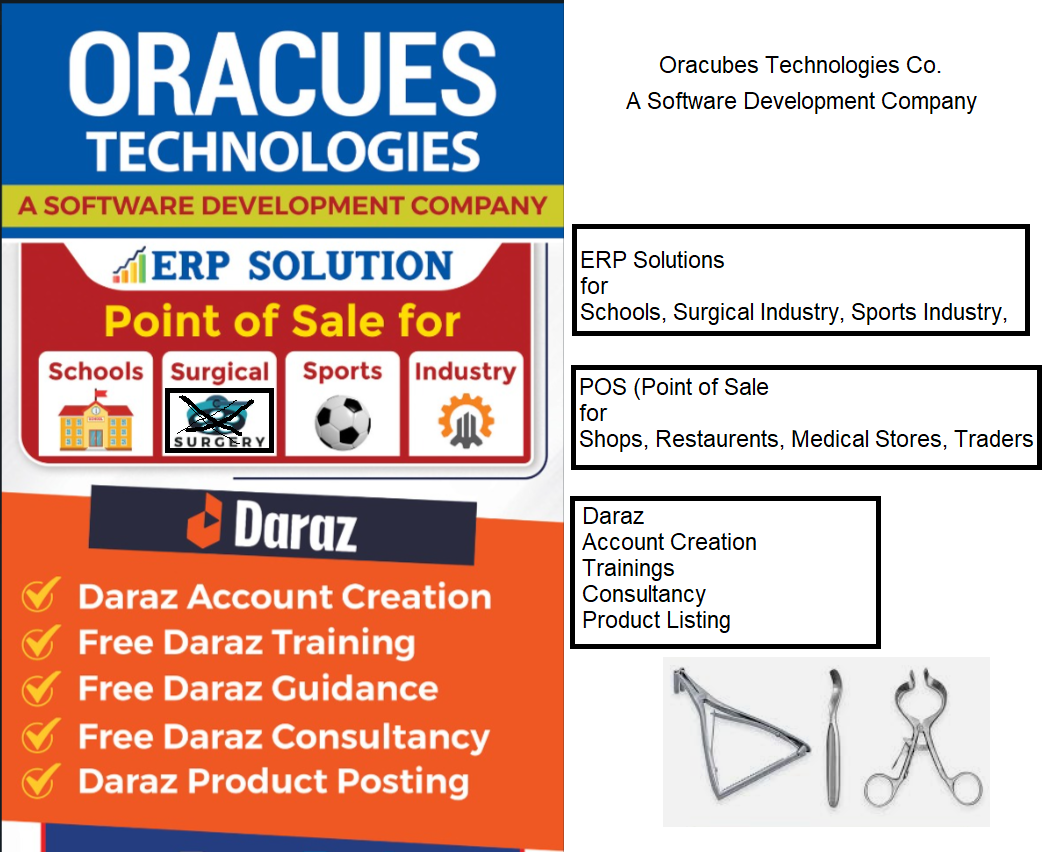 ORACUES
TECHNOLOGIES
A SOFTWARE DEVELOPMENT COMPANY
ERP SOLUTION
Point of Sale for
Schools
Surgical
Sports
Industry
SURGERY
Daraz
Daraz Account Creation
Free Daraz Training
Free Daraz Guidance
Free Daraz Consultancy
Daraz Product Posting
Oracubes Technologies Co.
A Software Development Company
ERP Solutions
for
Schools, Surgical Industry, Sports Industry,
POS (Point of Sale
for
Shops, Restaurents, Medical Stores, Traders
Daraz
Account Creation
Trainings
Consultancy
Product Listing